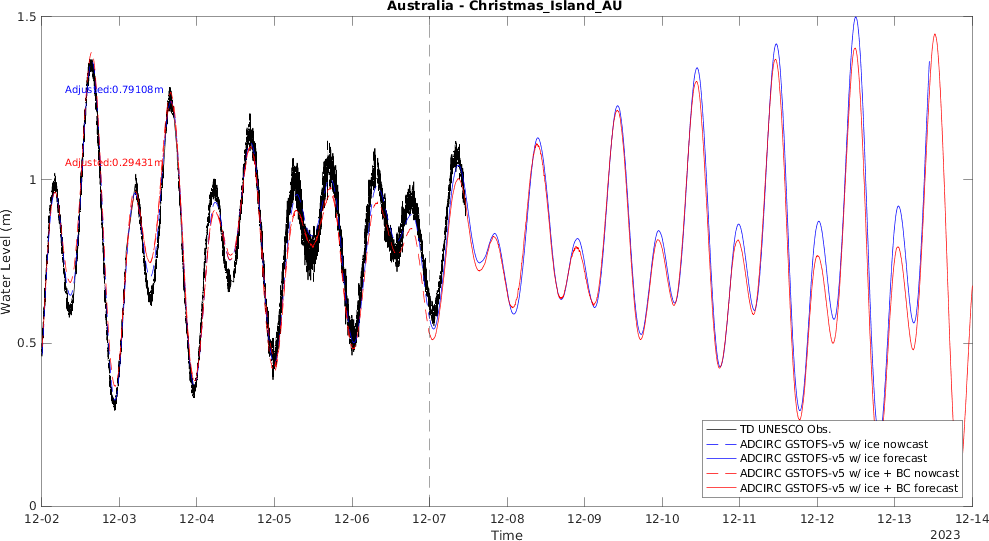 Australia - Christmas_Island_AU
1.5
Adjusted:0.79108m
Adjusted:0.29431m
1
Water Level (m)
0.5
TD UNESCO Obs.
ADCIRC GSTOFS-v5 w/ ice nowcast
ADCIRC GSTOFS-v5 w/ ice forecast
ADCIRC GSTOFS-v5 w/ ice + BC nowcast
ADCIRC GSTOFS-v5 w/ ice + BC forecast
0
12-02 12-03 12-04 12-05 12-06 12-07 12-08 12-09 12-10 12-11 12-12 12-13 12-14
Time
2023